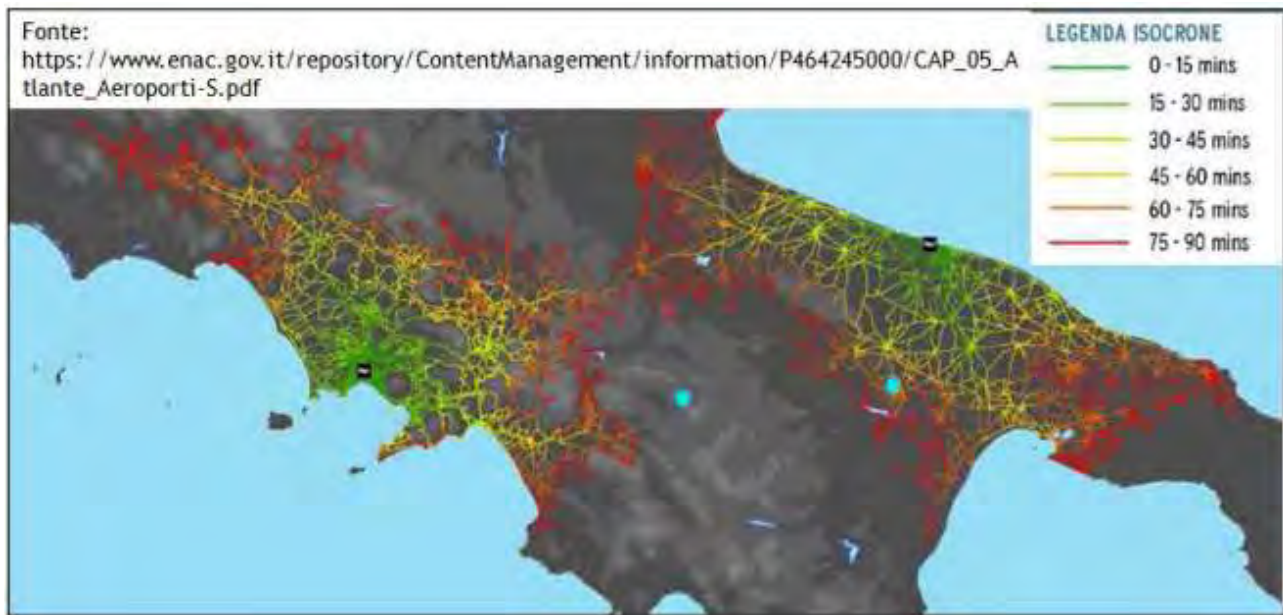 Fonte:
https://www.enac.gov.it/repository/ContentManagement/information/P464245000/CAP_05_A
tlante_Aeroporti-S.pdf
LEGENDA ISOCRONE
0 - 15 mins
15 - 30 mins
30 - 45 mins
45 - 60 mins
60 - 75 mins
75 - 90 mins